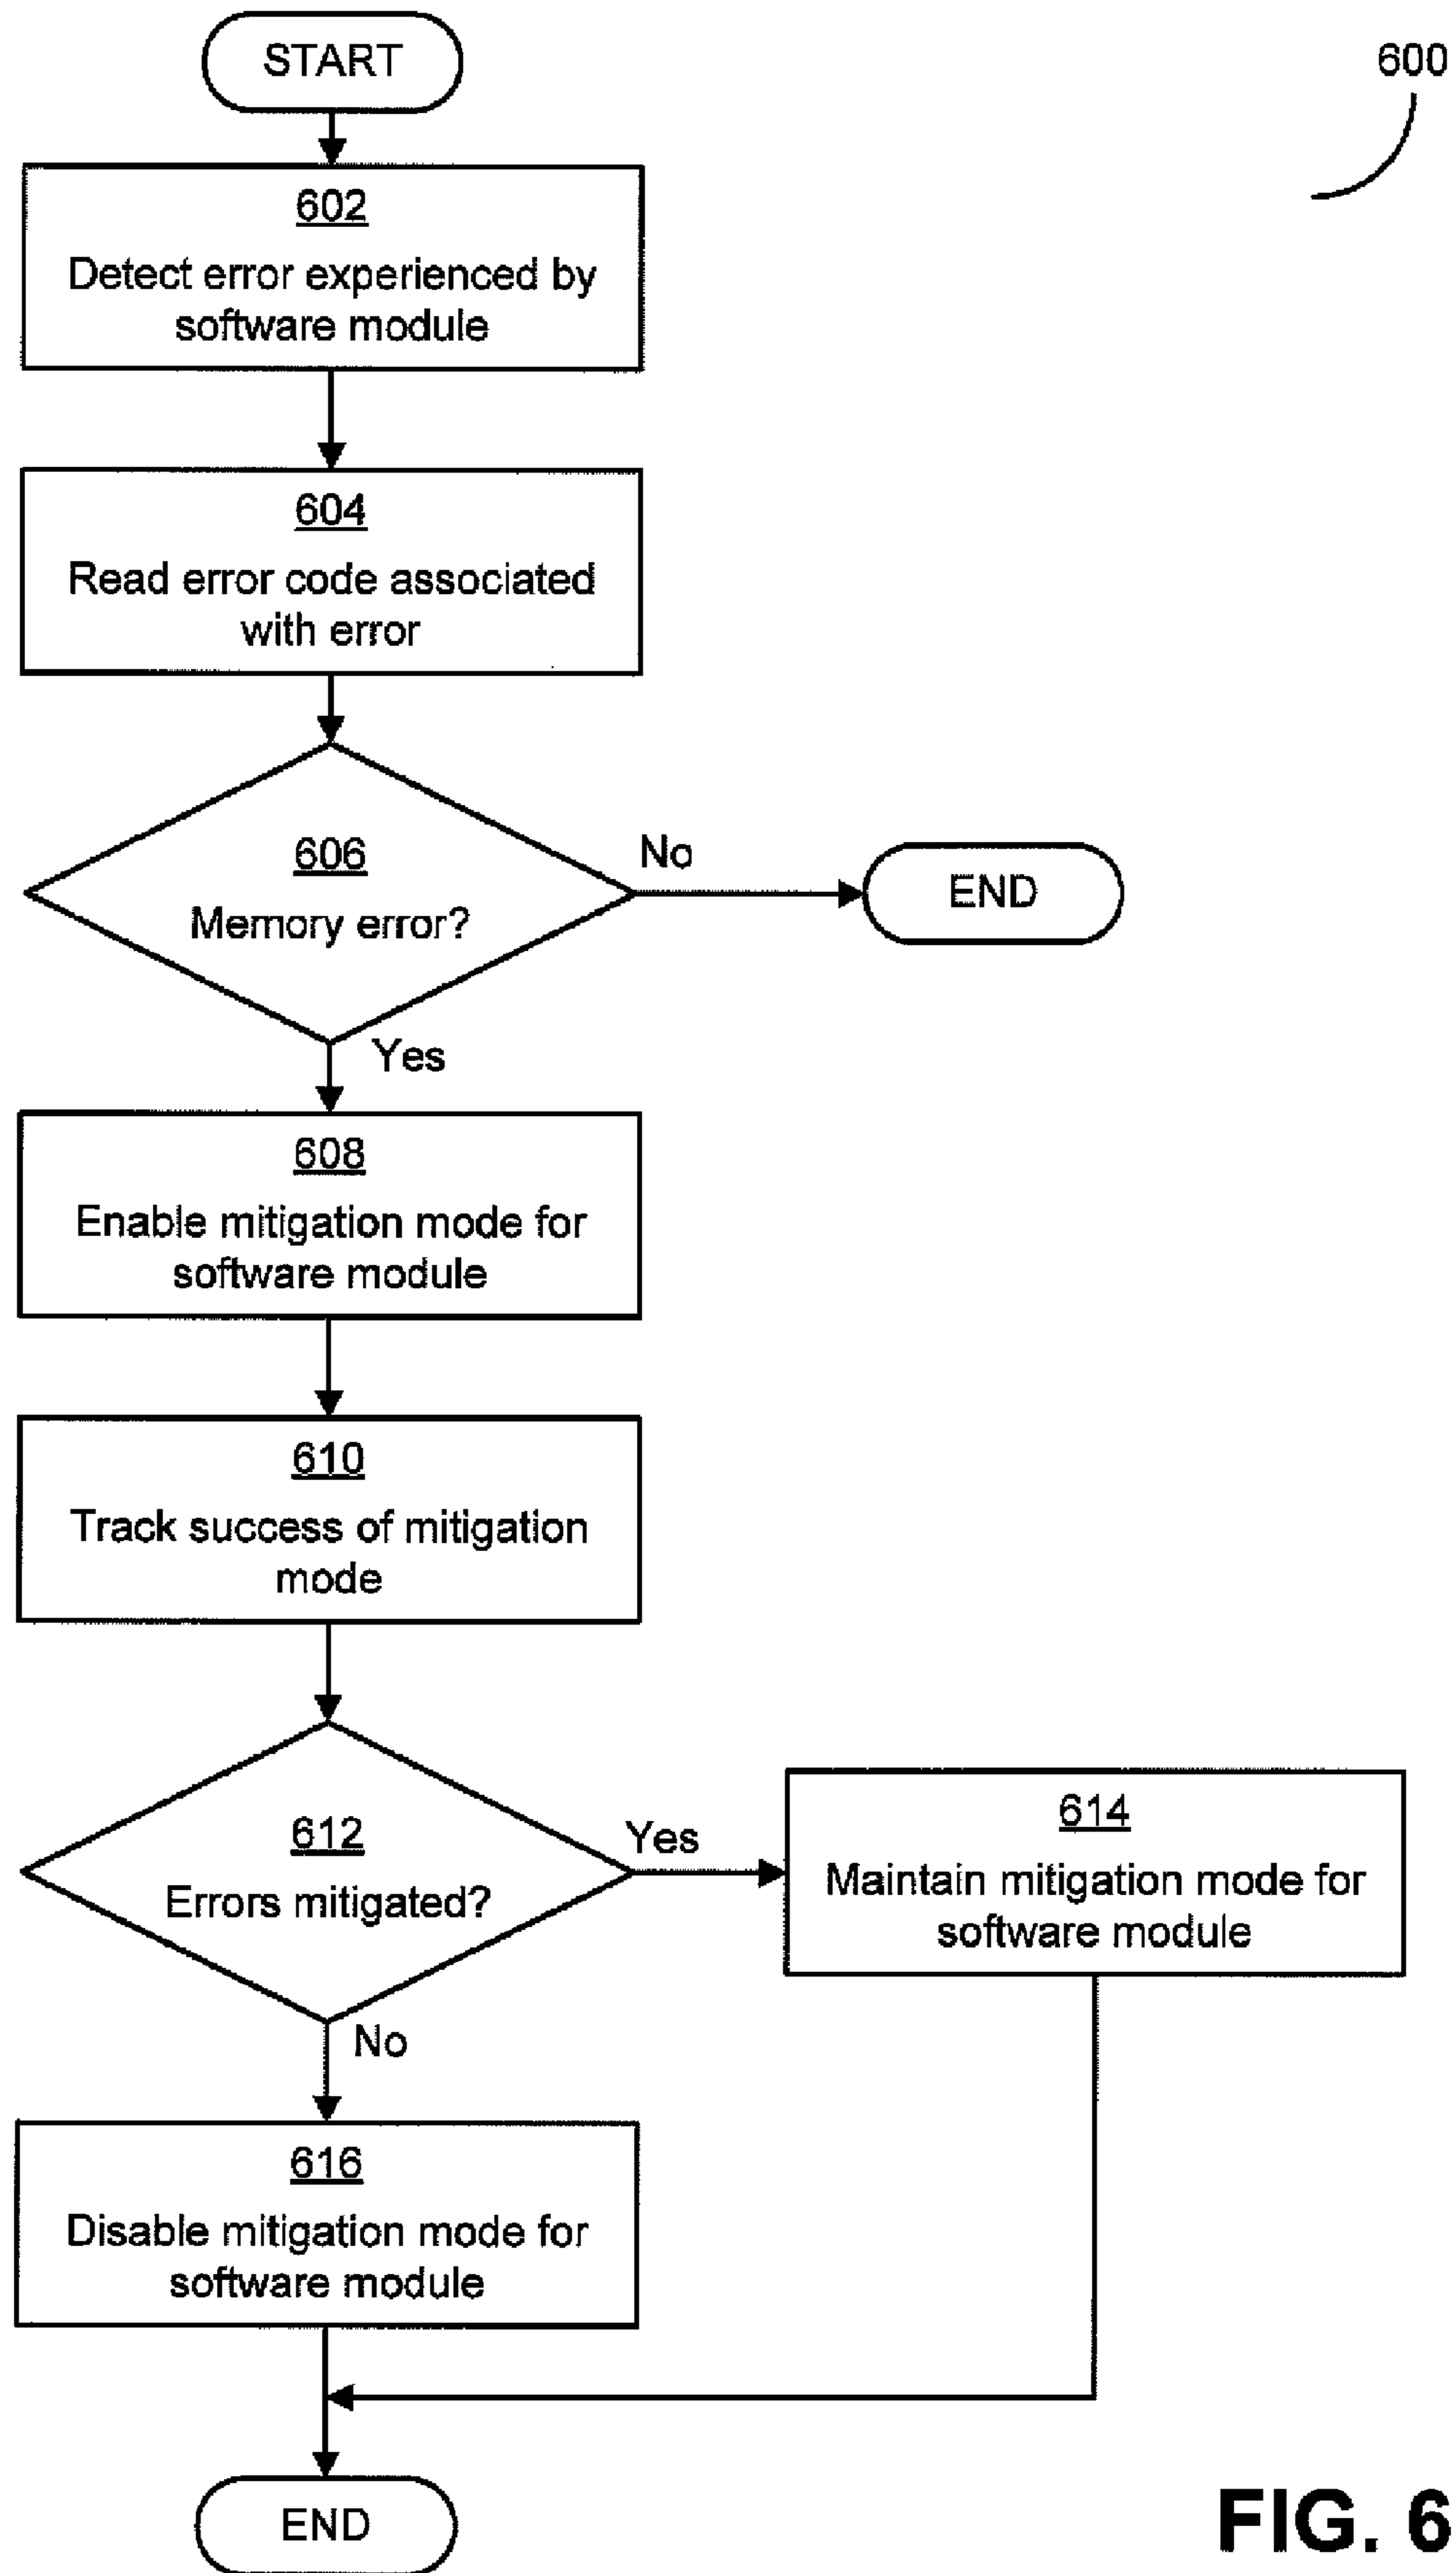 START
600
602
Detect error experienced by
software module
604
Read error code associated
with error
606
Memory error?
No
END
Yes
608
Enable mitigation mode for
software module
610
Track success of mitigation
mode
612
Errors mitigated?
Yes
614
Maintain mitigation mode for
software module
No
616
Disable mitigation mode for
software module
END
FIG. 6